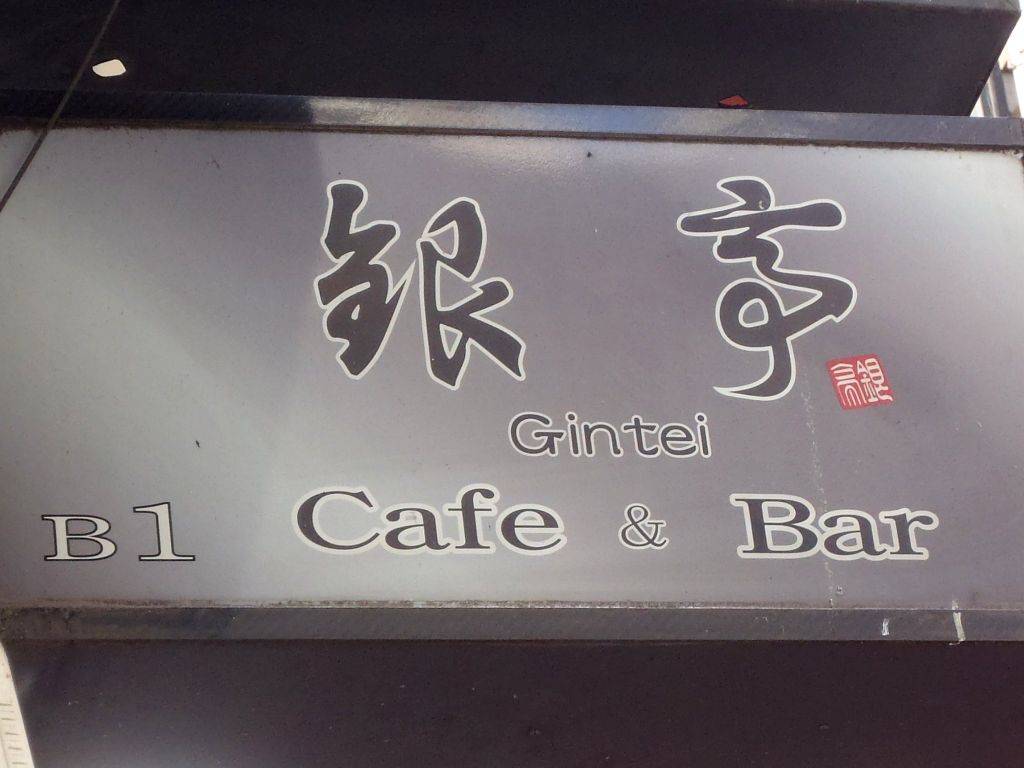 銀亭
Gintei
B1 Cafe & Bar